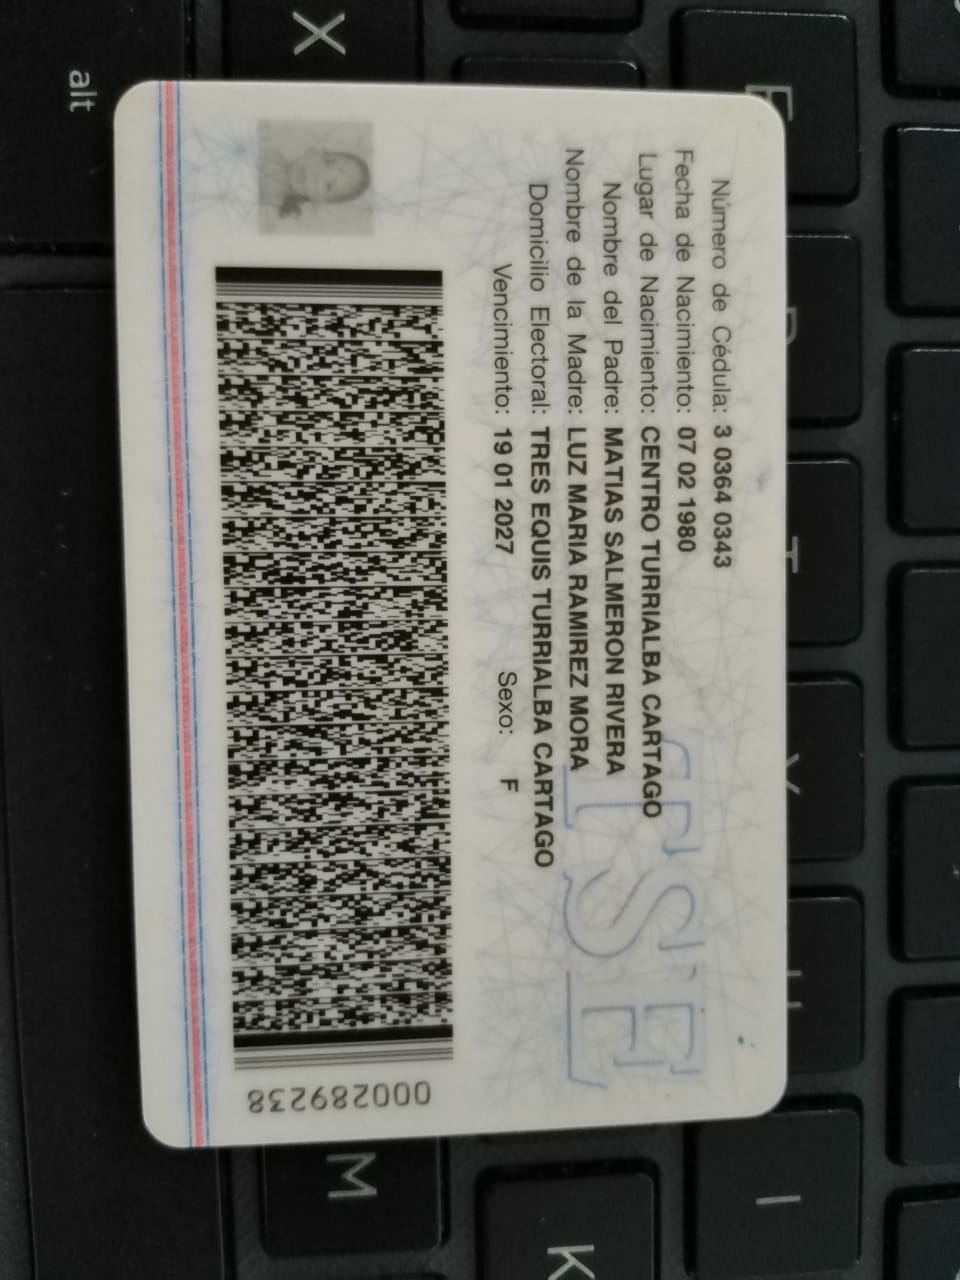 Número de Cédula: 3 0364 0343
Fecha de Nacimiento: 07 02 1980
Lugar de Nacimiento: CENTRO TURRIALBA CARTAGO
Nombre del Padre: MATIAS SALMERON RIVERA
Nombre de la Madre: LUZ MARIA RAMIREZ MORA
Domicilio Electoral: TRES EQUIS TURRIALBA CARTAGO
Vencimiento: 19 01 2027 Sexo: F
TSE
000289238
alt
X
M
E
T
Y
I
K